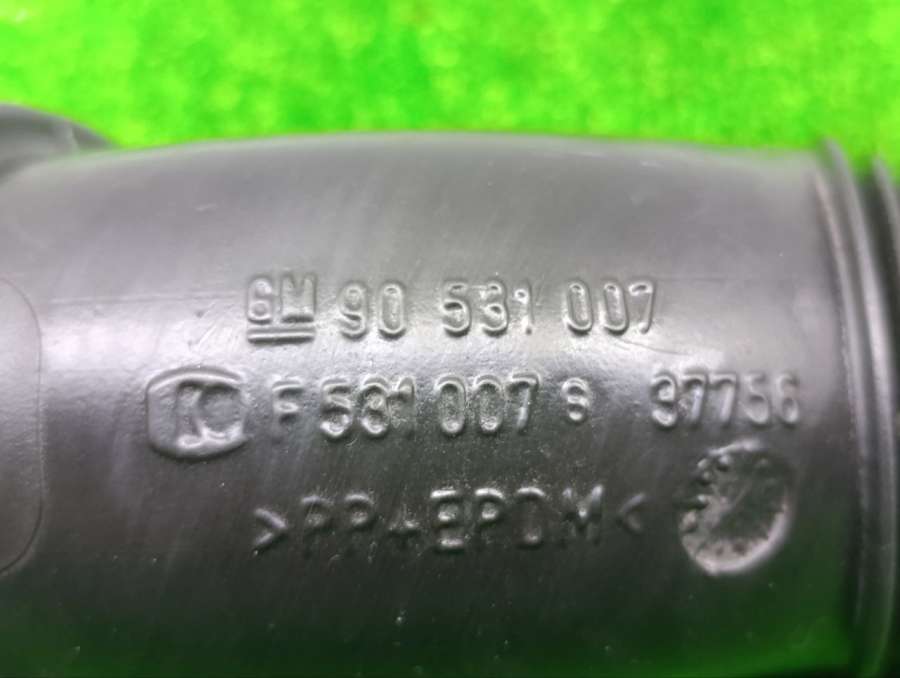 GM 90 531 007
K F 531 007 S 37756
>PP+EPDM<